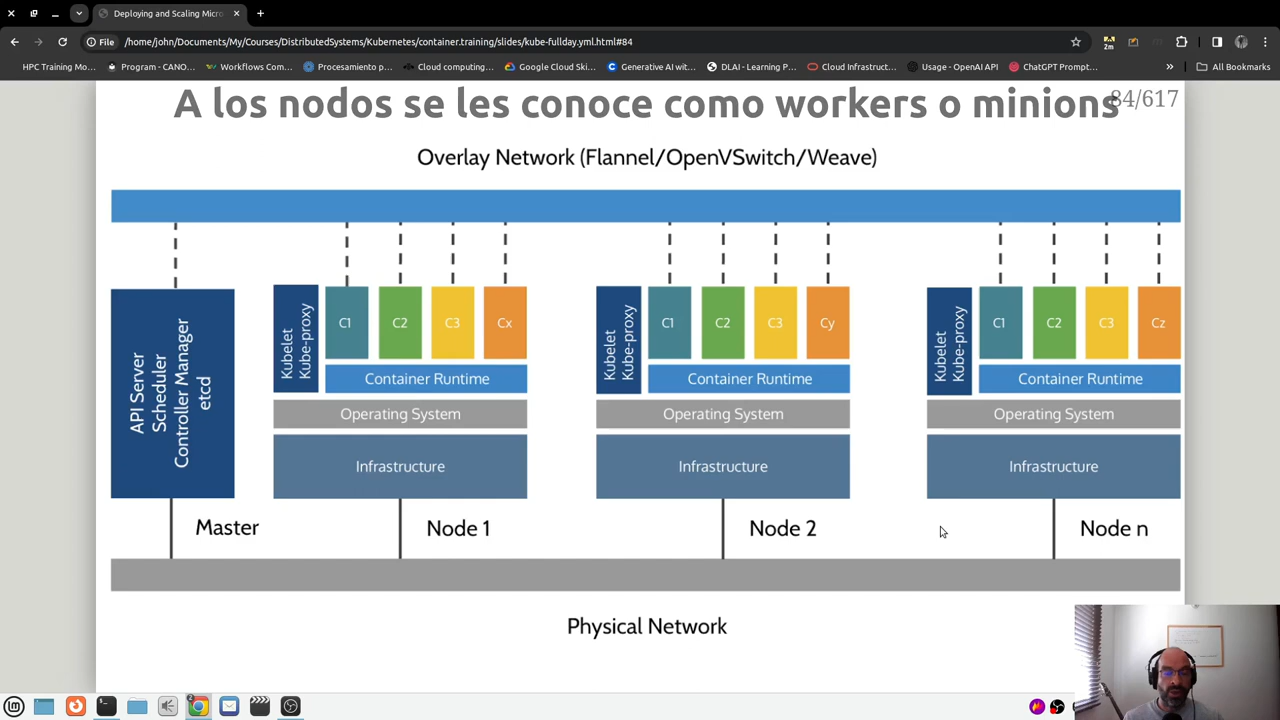 Deploying and Scaling Micro
File
/home/john/Documents/My/Courses/DistributedSystems/Kubernetes/container.training/slides/kube-fullday.yml.html#84
2m
HPC Training Mo...
Program - CANO...
Workflows Com...
Procesamiento p...
Cloud computing...
Google Cloud Ski...
Generative AI wit...
DLAI - Learning P...
Cloud Infrastruct...
Usage - OpenAI API
ChatGPT Prompt...
»
All Bookmarks
A los nodos se les conoce como workers o minions
84/617
Overlay Network (Flannel/OpenVSwitch/Weave)
API Server
Scheduler
Controller Manager
etcd
Kubelet
Kube-proxy
C1
C2
C3
Cx
Container Runtime
Operating System
Infrastructure
Kubelet
Kube-proxy
C1
C2
C3
Cy
Container Runtime
Operating System
Infrastructure
Kubelet
Kube-proxy
C1
C2
C3
Cz
Container Runtime
Operating System
Infrastructure
Master
Node 1
Node 2
Node n
Physical Network
2